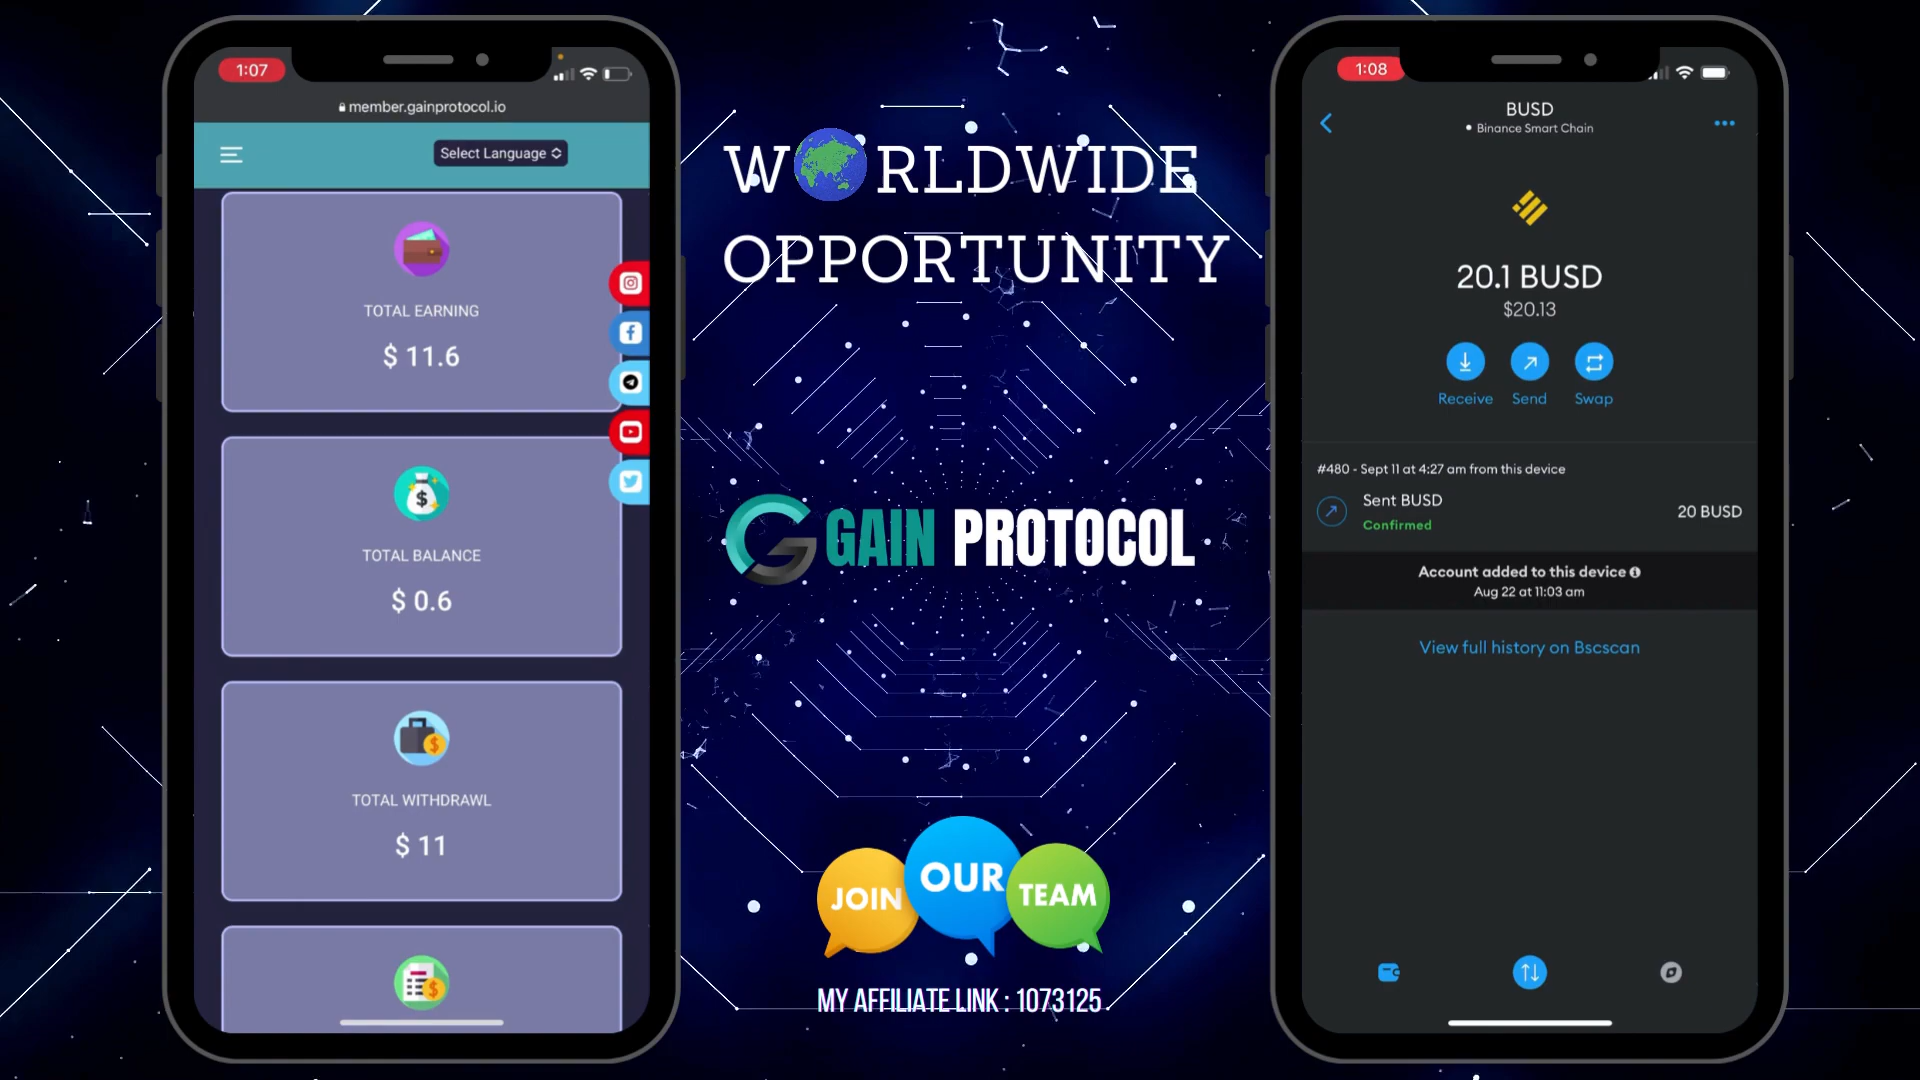 1:07
member.gainprotocol.io
Select Language
TOTAL EARNING
$ 11.6
TOTAL BALANCE
$ 0.6
TOTAL WITHDRAWL
$ 11
WORLDWIDE
OPPORTUNITY
GAIN PROTOCOL
JOIN OUR TEAM
MY AFFILIATE LINK : 1073125
1:08
BUSD
Binance Smart Chain
20.1 BUSD
$20.13
Receive Send Swap
#480 - Sept 11 at 4:27 am from this device
Sent BUSD
20 BUSD
Confirmed
Account added to this device
Aug 22 at 11:03 am
View full history on Bscscan